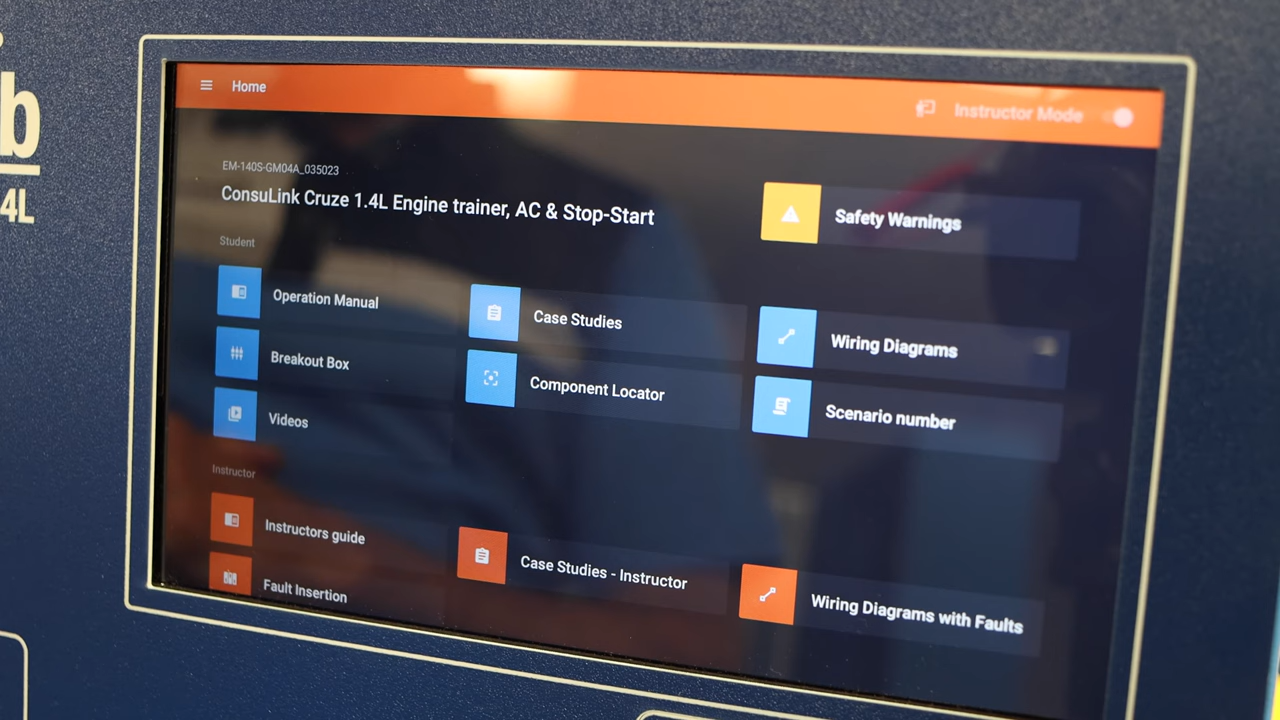 b
4L
Home
Instructor Mode
EM-140S-GM04A_035023
ConsuLink Cruze 1.4L Engine trainer, AC & Stop-Start
Safety Warnings
Student
Operation Manual
Case Studies
Wiring Diagrams
Breakout Box
Component Locator
Scenario number
Videos
Instructor
Instructors guide
Case Studies - Instructor
Wiring Diagrams with Faults
Fault Insertion